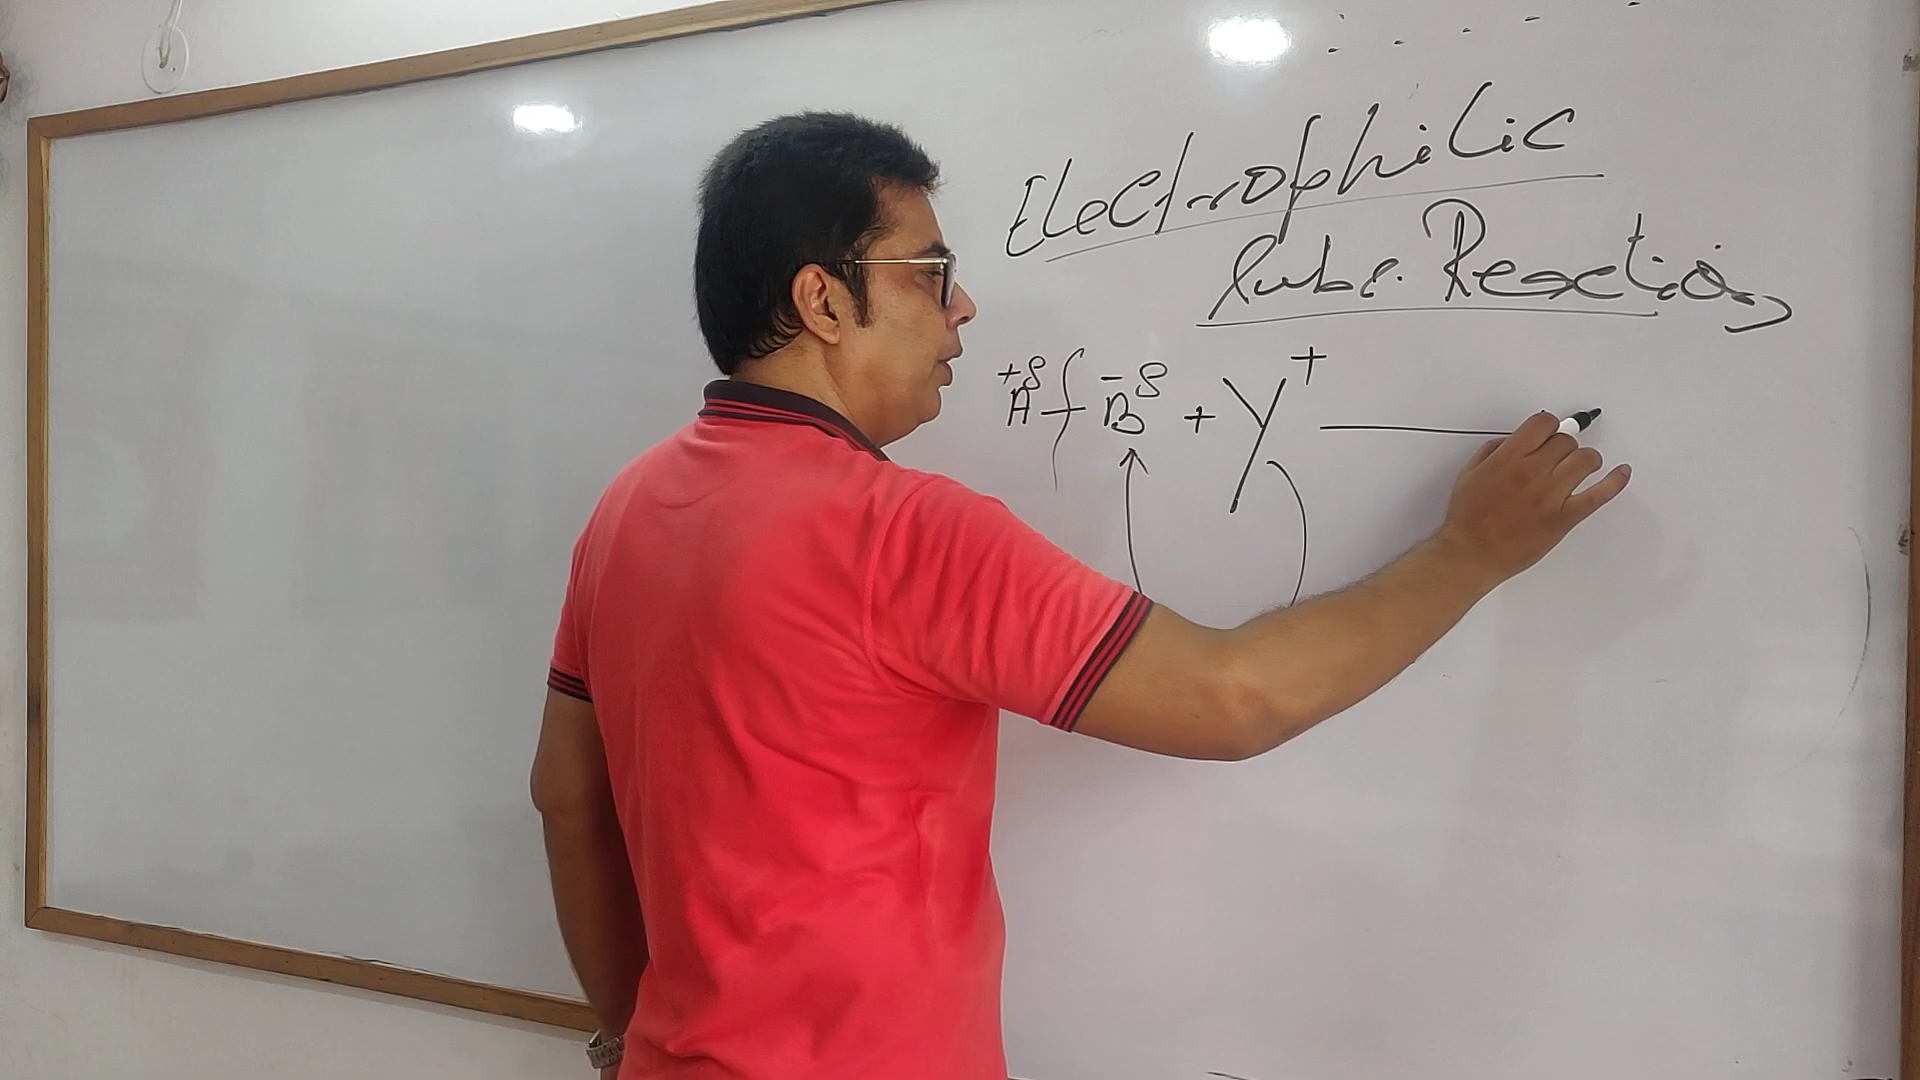 Electrophilic
Subs. Reaction
+δ -δ +
A + B + Y